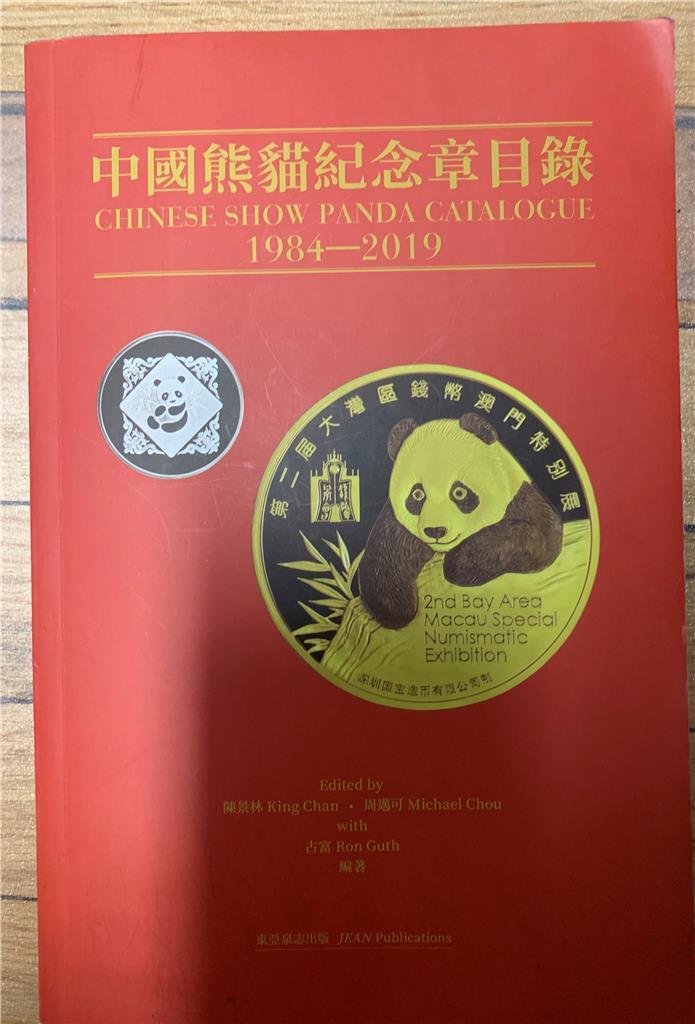 中國熊貓紀念章目錄
CHINESE SHOW PANDA CATALOGUE
1984—2019
第二屆大灣區錢幣澳門特別展
2nd Bay Area
Macau Special
Numismatic
Exhibition
深圳国宝造币有限公司制
Edited by
陳景林 King Chan • 周邁可 Michael Chou
with
古富 Ron Guth
編著
東亞泉志出版 JEAN Publications